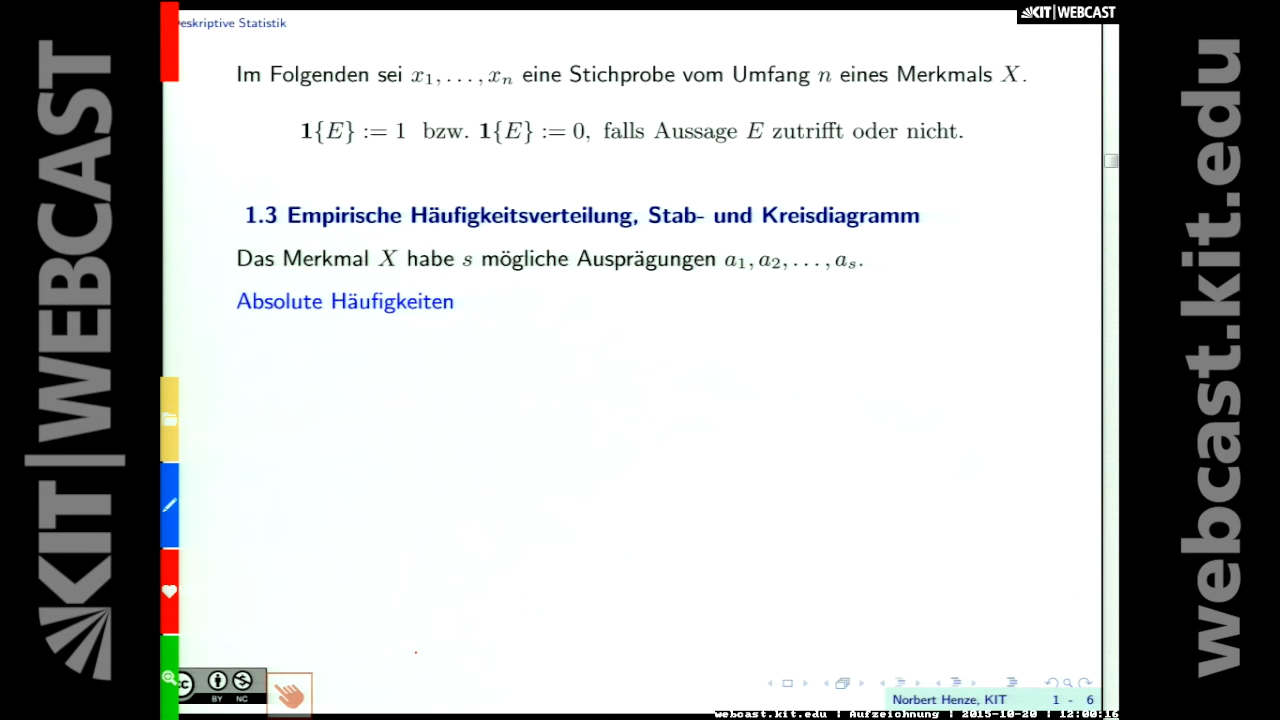 KIT|WEBCAST
Deskriptive Statistik
Im Folgenden sei x₁, . . . , xₙ eine Stichprobe vom Umfang n eines Merkmals X.
1{E} := 1 bzw. 1{E} := 0, falls Aussage E zutrifft oder nicht.
1.3 Empirische Häufigkeitsverteilung, Stab- und Kreisdiagramm
Das Merkmal X habe s mögliche Ausprägungen a₁, a₂, . . . , aₛ.
Absolute Häufigkeiten
cc
BY NC
Norbert Henze, KIT 1 - 6
webcast.kit.edu | Aufzeichnung | 2015-10-20 | 12:00:16
KIT|WEBCAST
webcast.kit.edu